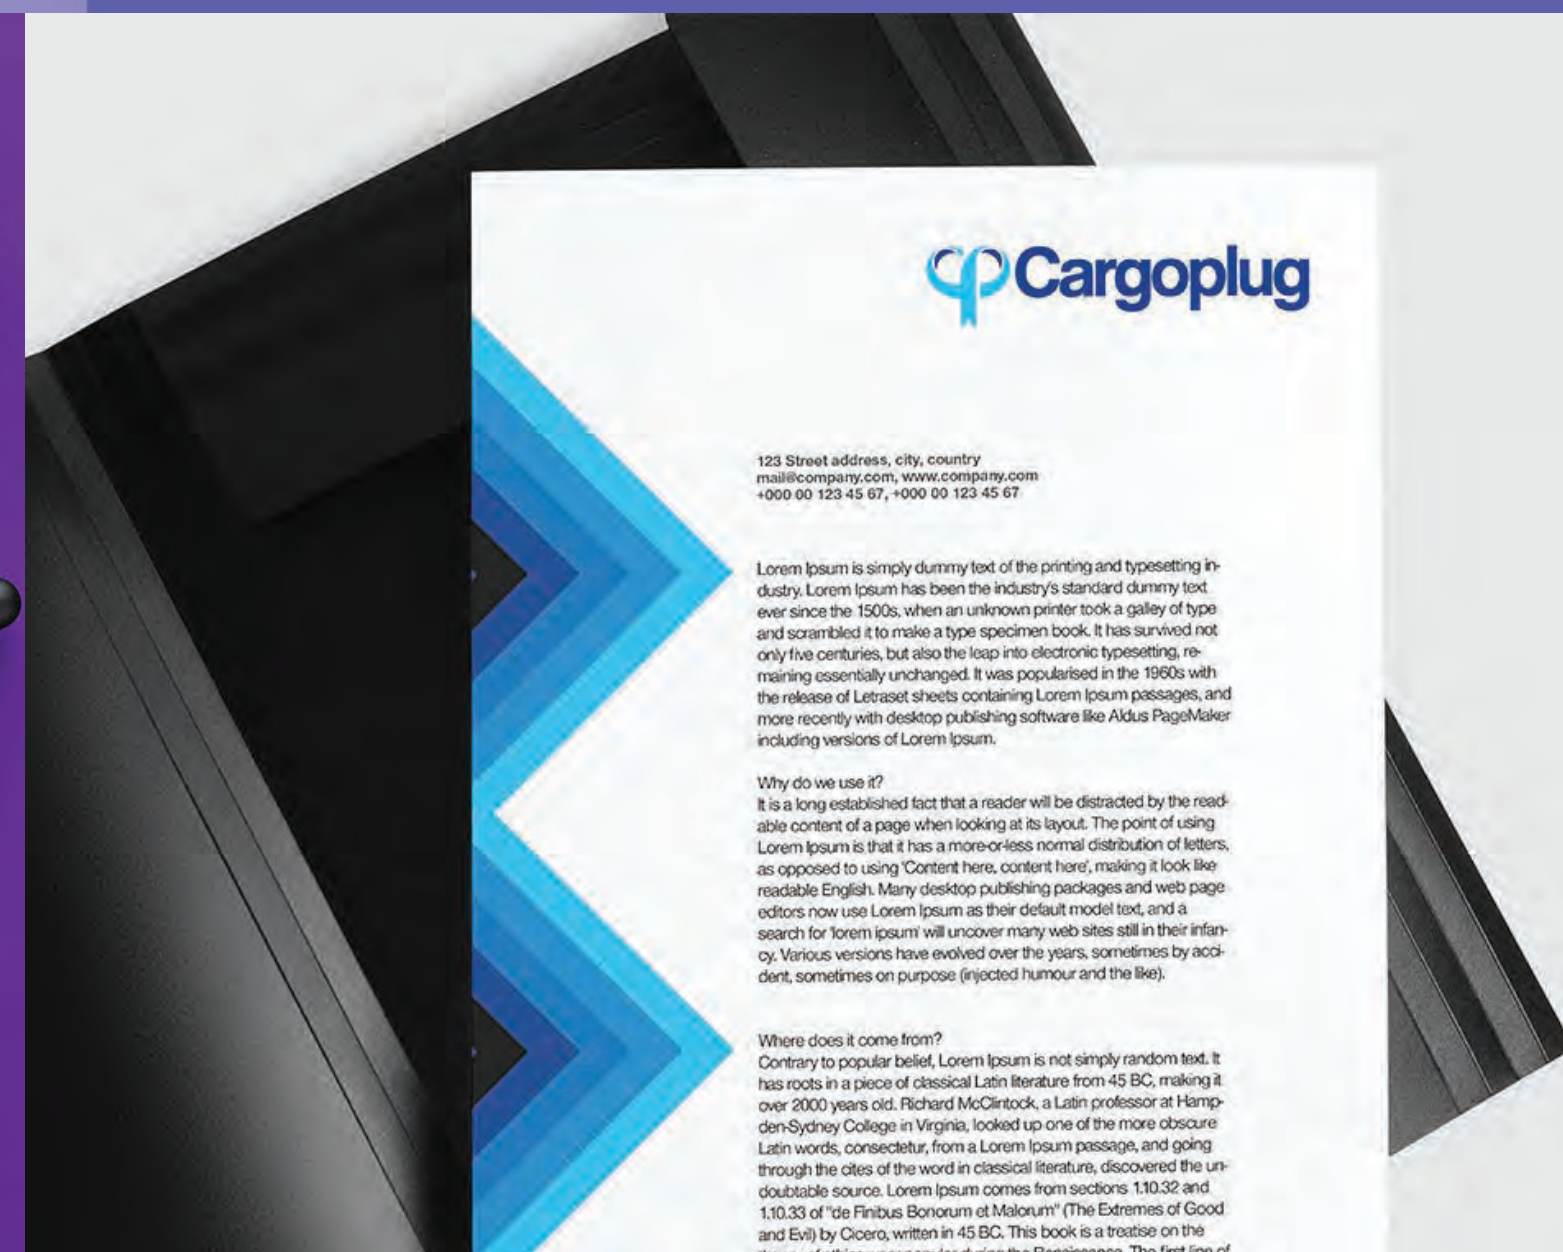 Cargoplug
123 Street address, city, country
mail@company.com, www.company.com
+000 00 123 45 67, +000 00 123 45 67
Lorem Ipsum is simply dummy text of the printing and typesetting in-
dustry. Lorem Ipsum has been the industry's standard dummy text
ever since the 1500s, when an unknown printer took a galley of type
and scrambled it to make a type specimen book. It has survived not
only five centuries, but also the leap into electronic typesetting, re-
maining essentially unchanged. It was popularised in the 1960s with
the release of Letraset sheets containing Lorem Ipsum passages, and
more recently with desktop publishing software like Aldus PageMaker
including versions of Lorem Ipsum.
Why do we use it?
It is a long established fact that a reader will be distracted by the read-
able content of a page when looking at its layout. The point of using
Lorem Ipsum is that it has a more-or-less normal distribution of letters,
as opposed to using 'Content here, content here', making it look like
readable English. Many desktop publishing packages and web page
editors now use Lorem Ipsum as their default model text, and a
search for 'lorem ipsum' will uncover many web sites still in their infan-
cy. Various versions have evolved over the years, sometimes by acci-
dent, sometimes on purpose (injected humour and the like).
Where does it come from?
Contrary to popular belief, Lorem Ipsum is not simply random text. It
has roots in a piece of classical Latin literature from 45 BC, making it
over 2000 years old. Richard McClintock, a Latin professor at Hamp-
den-Sydney College in Virginia, looked up one of the more obscure
Latin words, consectetur, from a Lorem Ipsum passage, and going
through the cites of the word in classical literature, discovered the un-
doubtable source. Lorem Ipsum comes from sections 1.10.32 and
1.10.33 of "de Finibus Bonorum et Malorum" (The Extremes of Good
and Evil) by Cicero, written in 45 BC. This book is a treatise on the